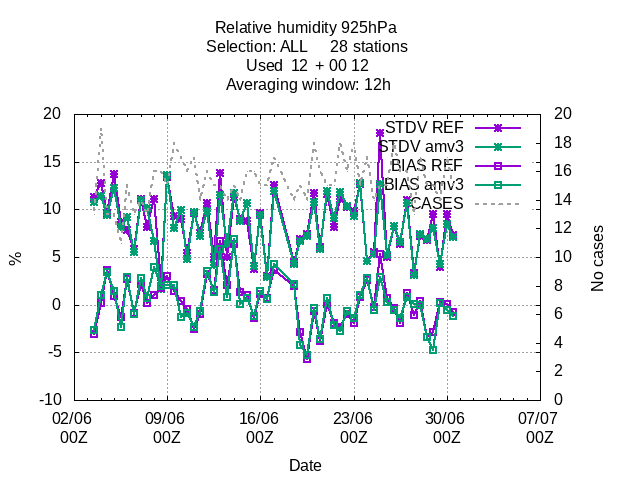 Relative humidity 925hPa
Selection: ALL     28 stations
Used  12 + 00 12
Averaging window: 12h
STDV REF
STDV amv3
BIAS REF
BIAS amv3
CASES
20
15
10
5
0
-5
-10
%
20
18
16
14
12
10
8
6
4
2
0
No cases
02/06 09/06 16/06 23/06 30/06 07/07
00Z 00Z 00Z 00Z 00Z 00Z
Date